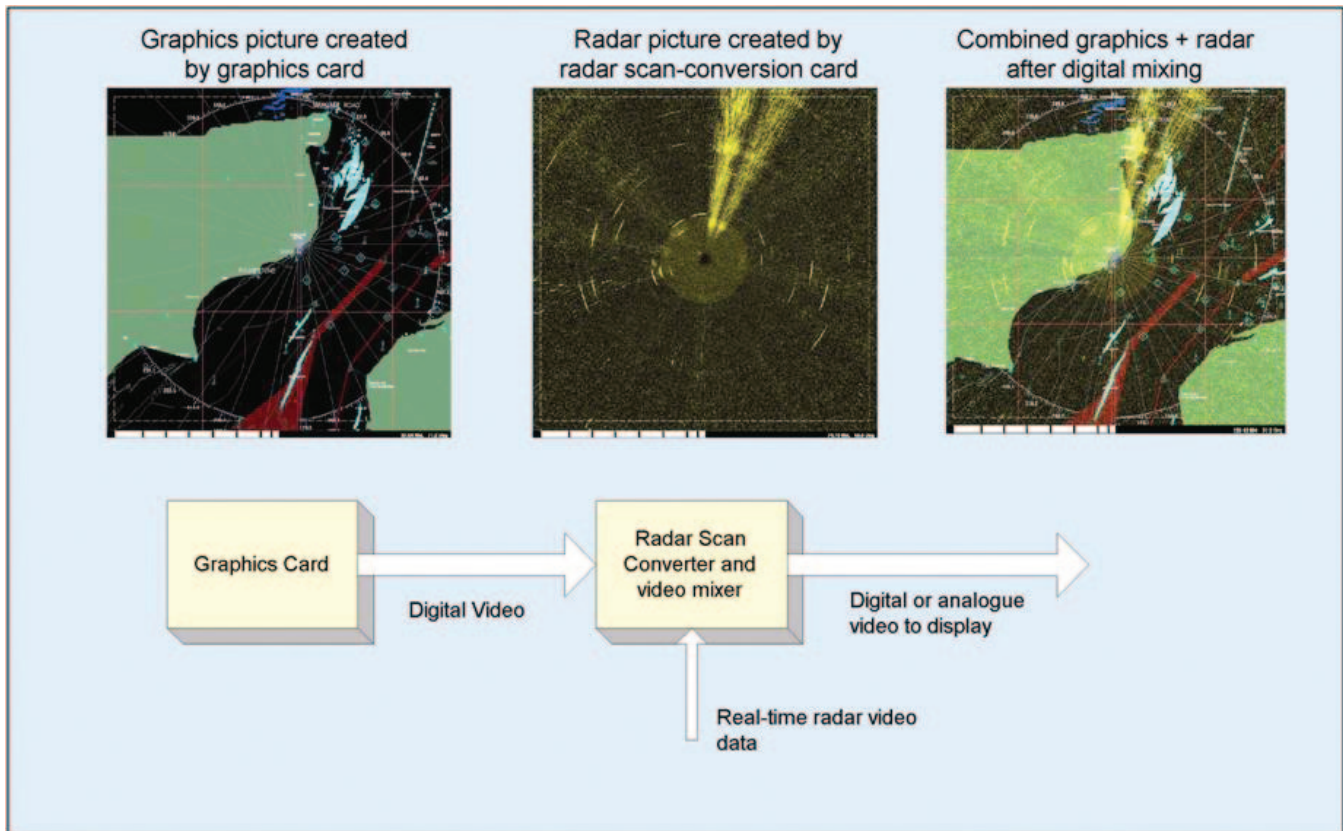 Graphics picture created
by graphics card
Radar picture created by
radar scan-conversion card
Combined graphics + radar
after digital mixing
Graphics Card
Digital Video
Radar Scan
Converter and
video mixer
Digital or analogue
video to display
Real-time radar video
data